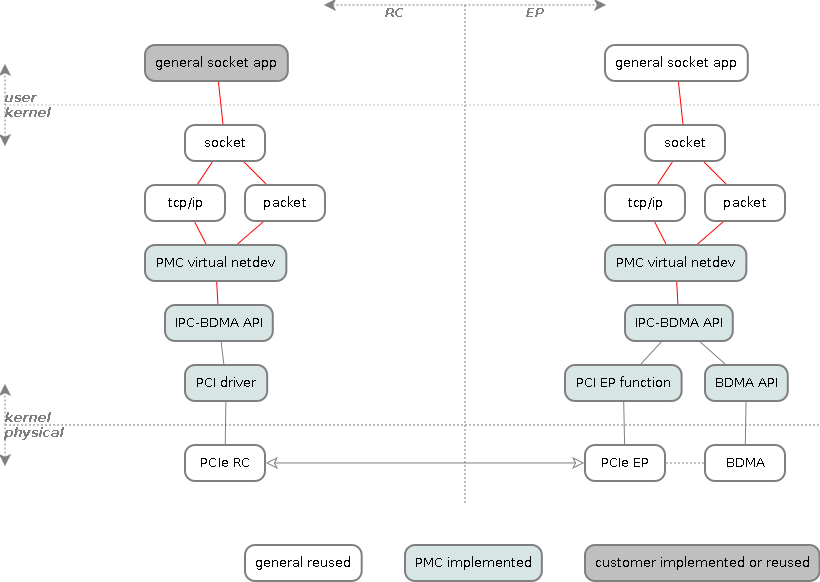 RC EP
general socket app general socket app
user
kernel
socket socket
tcp/ip packet tcp/ip packet
PMC virtual netdev PMC virtual netdev
IPC-BDMA API IPC-BDMA API
PCI driver PCI EP function BDMA API
kernel
physical
PCIe RC PCIe EP BDMA
general reused PMC implemented customer implemented or reused